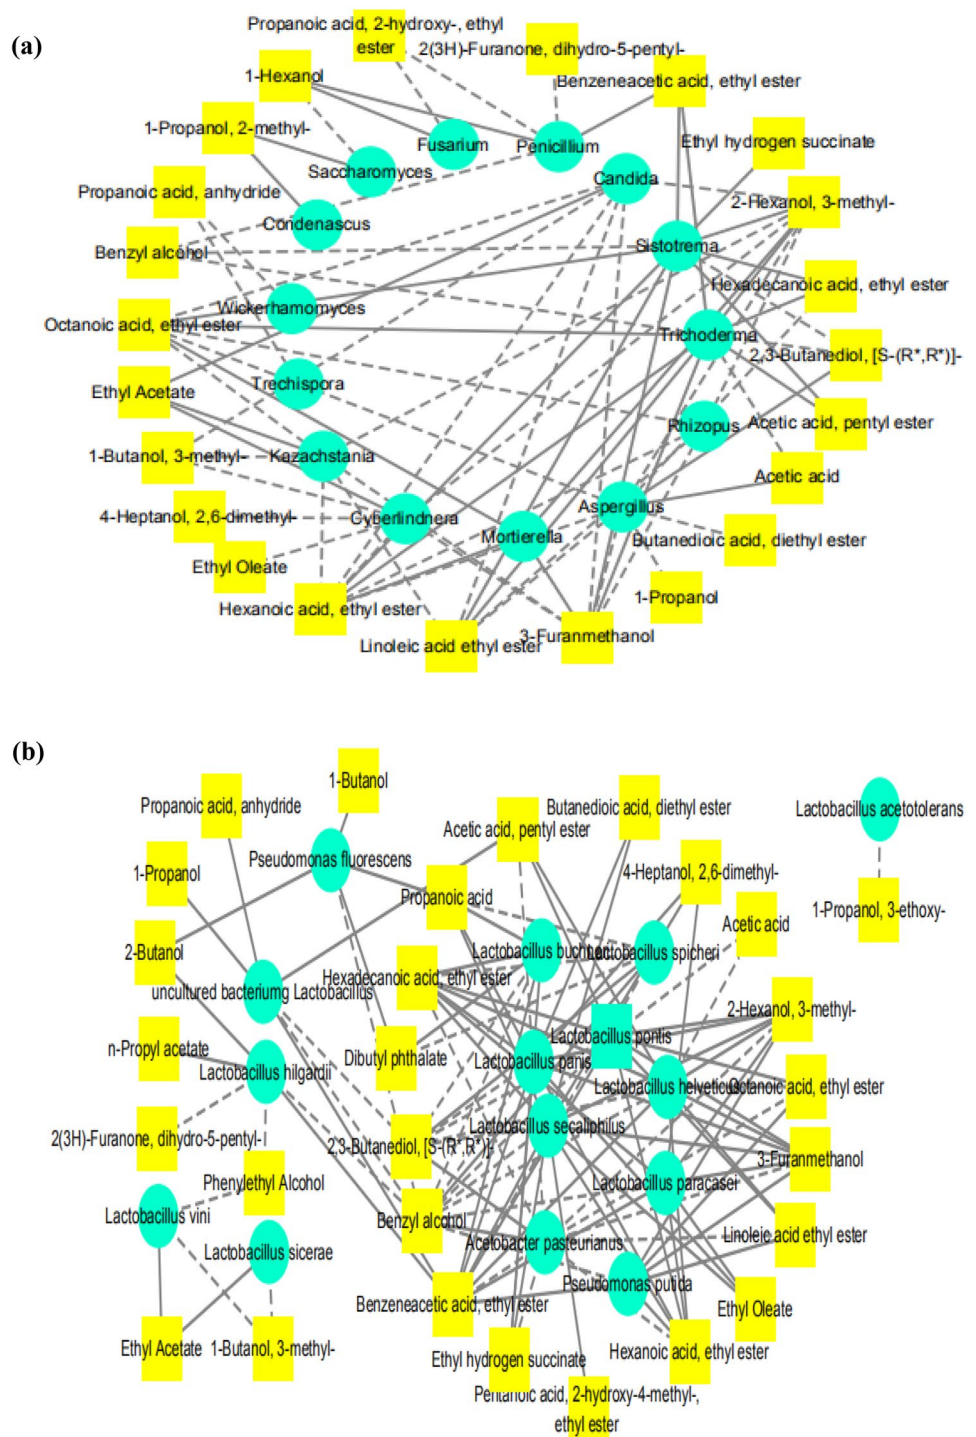 (a)
Propanoic acid, 2-hydroxy-, ethyl
ester
2(3H)-Furanone, dihydro-5-pentyl-
1-Hexanol
Benzeneacetic acid, ethyl ester
1-Propanol, 2-methyl-
Fusarium
Penicillium
Ethyl hydrogen succinate
Saccharomyces
Candida
Propanoic acid, anhydride
2-Hexanol, 3-methyl-
Condenascus
Benzyl alcohol
Sistotrema
Hexadecanoic acid, ethyl ester
Wickerhamomyces
Octanoic acid, ethyl ester
Trichoderma
2,3-Butanediol, [S-(R*,R*)]-
Trechispora
Ethyl Acetate
Rhizopus
Acetic acid, pentyl ester
1-Butanol, 3-methyl-
Kazachstania
Acetic acid
4-Heptanol, 2,6-dimethyl-
Cyberlindnera
Aspergillus
Mortierella
Butanedioic acid, diethyl ester
Ethyl Oleate
1-Propanol
Hexanoic acid, ethyl ester
3-Furanmethanol
Linoleic acid ethyl ester
(b)
1-Butanol
Propanoic acid, anhydride
Butanedioic acid, diethyl ester
Lactobacillus acetotolerans
Acetic acid, pentyl ester
Pseudomonas fluorescens
1-Propanol
4-Heptanol, 2,6-dimethyl-
Propanoic acid
1-Propanol, 3-ethoxy-
Acetic acid
2-Butanol
Lactobacillus buchneri
Lactobacillus spicheri
Hexadecanoic acid, ethyl ester
uncultured bacteriumg Lactobacillus
2-Hexanol, 3-methyl-
Lactobacillus pontis
n-Propyl acetate
Dibutyl phthalate
Lactobacillus panis
Lactobacillus hilgardii
Lactobacillus helveticus
Octanoic acid, ethyl ester
Lactobacillus secaliphilus
2(3H)-Furanone, dihydro-5-pentyl-
2,3-Butanediol, [S-(R*,R*)]-
3-Furanmethanol
Phenylethyl Alcohol
Lactobacillus paracasei
Lactobacillus vini
Benzyl alcohol
Linoleic acid ethyl ester
Lactobacillus sicerae
Acetobacter pasteurianus
Pseudomonas putida
Benzeneacetic acid, ethyl ester
Ethyl Oleate
Ethyl Acetate
1-Butanol, 3-methyl-
Hexanoic acid, ethyl ester
Ethyl hydrogen succinate
Pentanoic acid, 2-hydroxy-4-methyl-,
ethyl ester